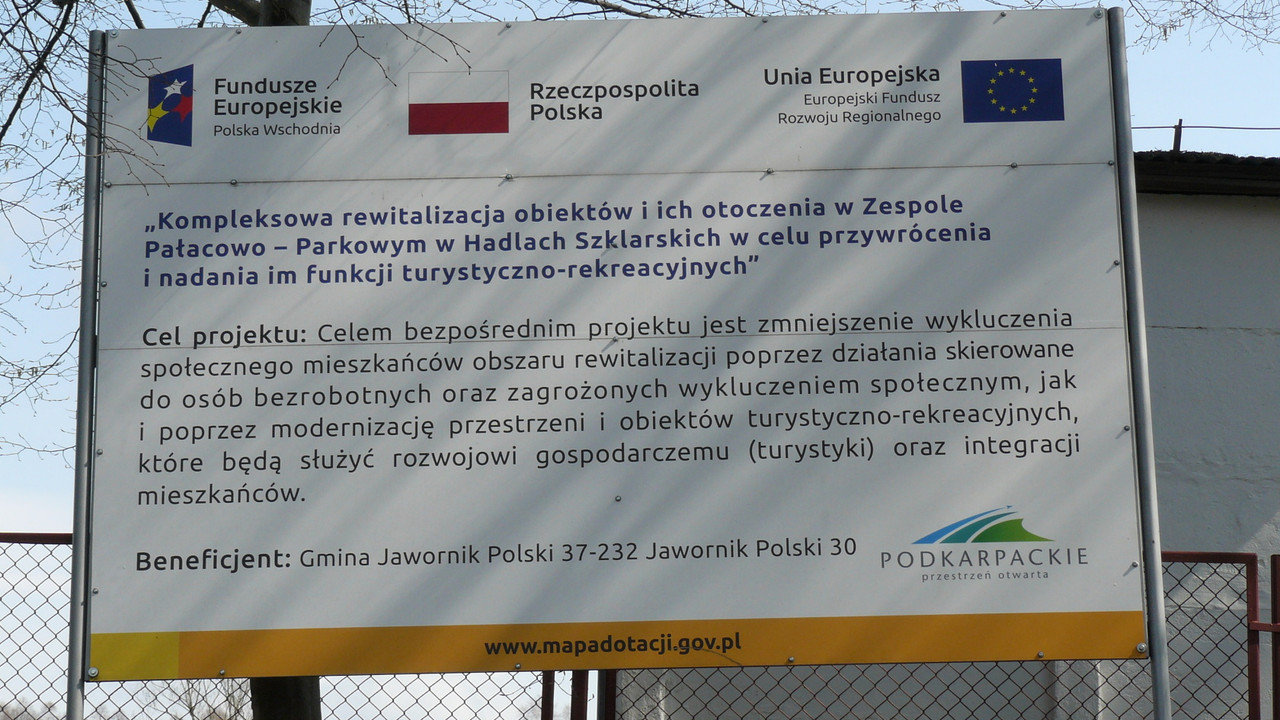 Fundusze
Europejskie
Polska Wschodnia
Rzeczpospolita
Polska
Unia Europejska
Europejski Fundusz
Rozwoju Regionalnego
„Kompleksowa rewitalizacja obiektów i ich otoczenia w Zespole
Pałacowo – Parkowym w Hadlach Szklarskich w celu przywrócenia
i nadania im funkcji turystyczno-rekreacyjnych”
Cel projektu: Celem bezpośrednim projektu jest zmniejszenie wykluczenia
społecznego mieszkańców obszaru rewitalizacji poprzez działania skierowane
do osób bezrobotnych oraz zagrożonych wykluczeniem społecznym, jak
i poprzez modernizację przestrzeni i obiektów turystyczno-rekreacyjnych,
które będą służyć rozwojowi gospodarczemu (turystyki) oraz integracji
mieszkańców.
Beneficjent: Gmina Jawornik Polski 37-232 Jawornik Polski 30
PODKARPACKIE
przestrzeń otwarta
www.mapadotacji.gov.pl